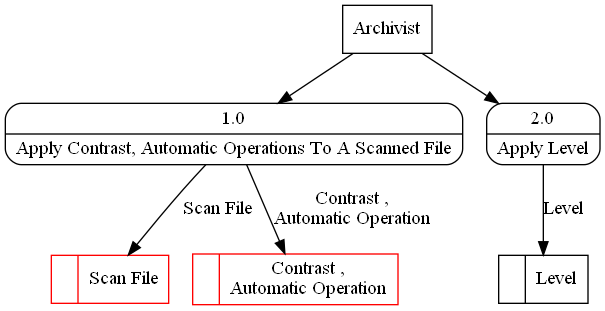 Archivist
1.0
Apply Contrast, Automatic Operations To A Scanned File
2.0
Apply Level
Scan File
Contrast ,
Automatic Operation
Level
Scan File
Contrast ,
Automatic Operation
Level